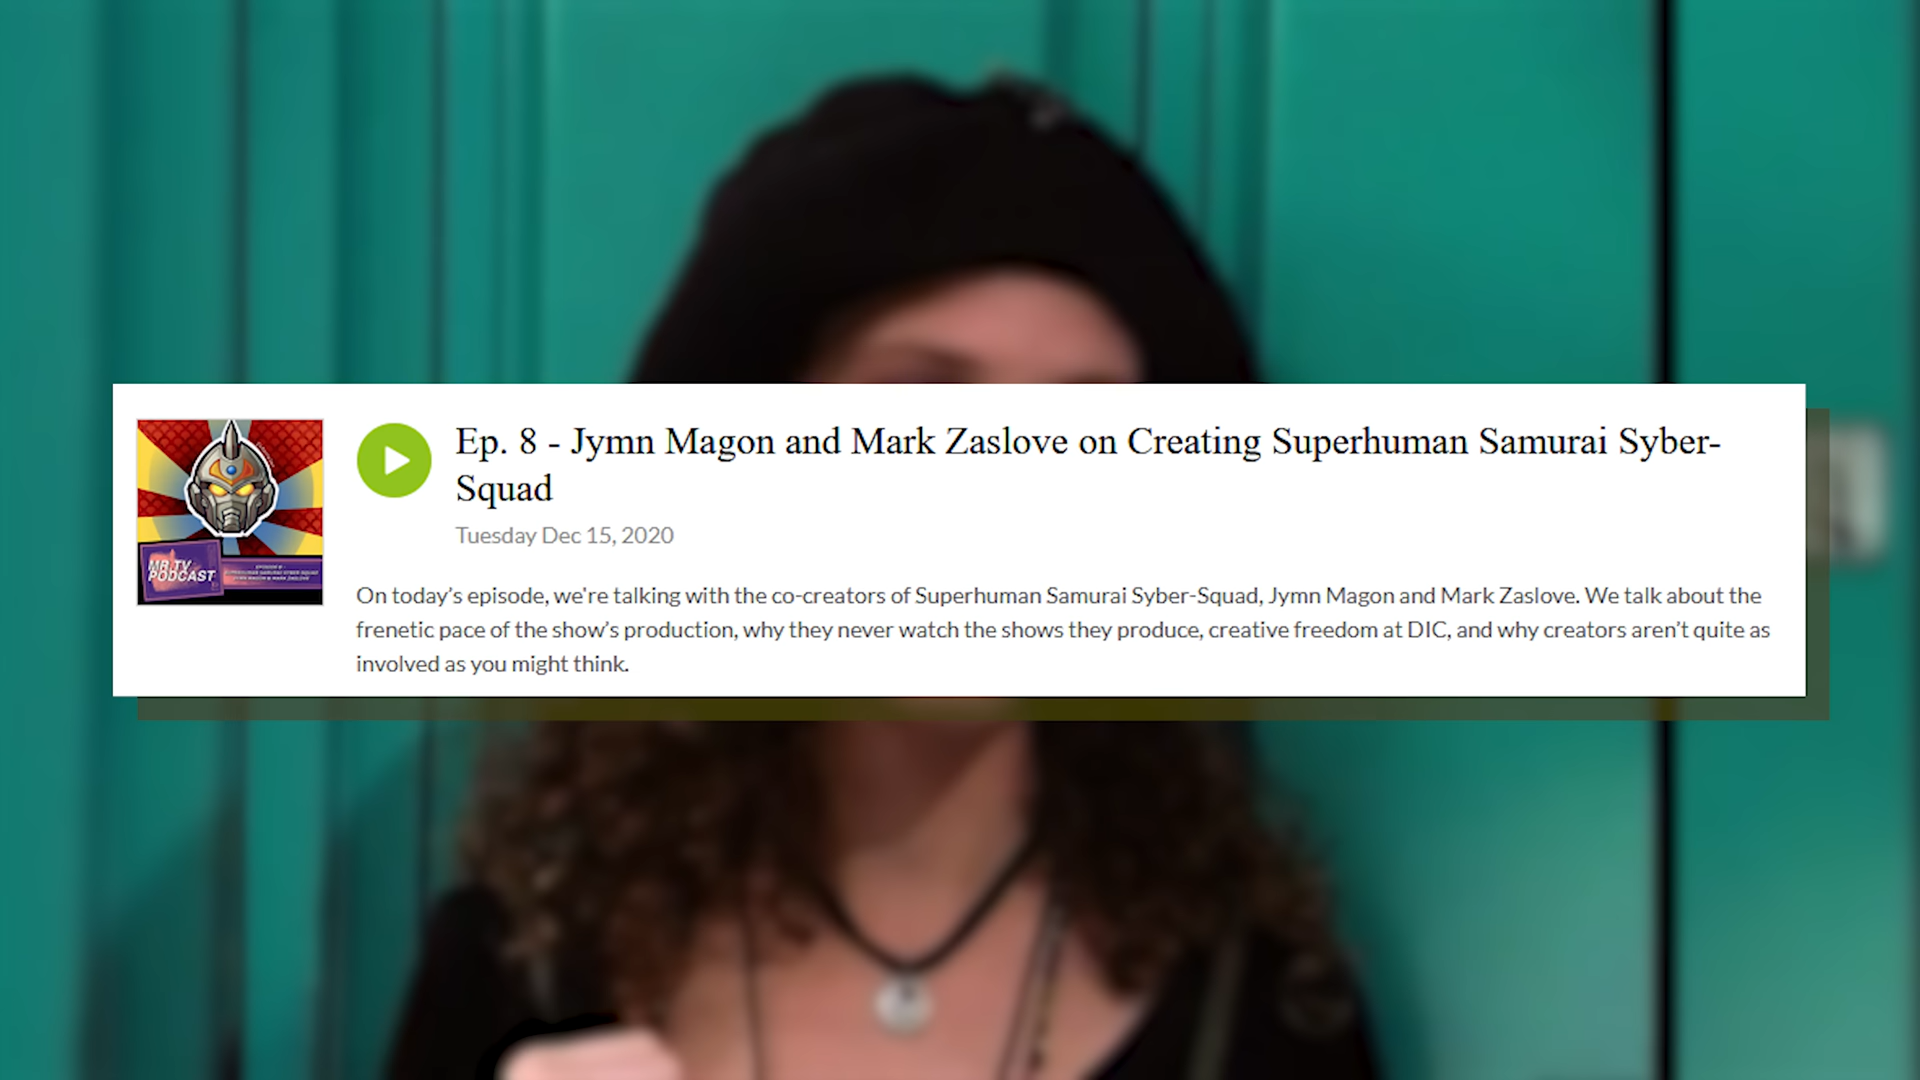 Ep. 8 - Jymn Magon and Mark Zaslove on Creating Superhuman Samurai Syber-
Squad
Tuesday Dec 15, 2020
MR.TV
PODCAST
On today’s episode, we're talking with the co-creators of Superhuman Samurai Syber-Squad, Jymn Magon and Mark Zaslove. We talk about the
frenetic pace of the show’s production, why they never watch the shows they produce, creative freedom at DIC, and why creators aren’t quite as
involved as you might think.